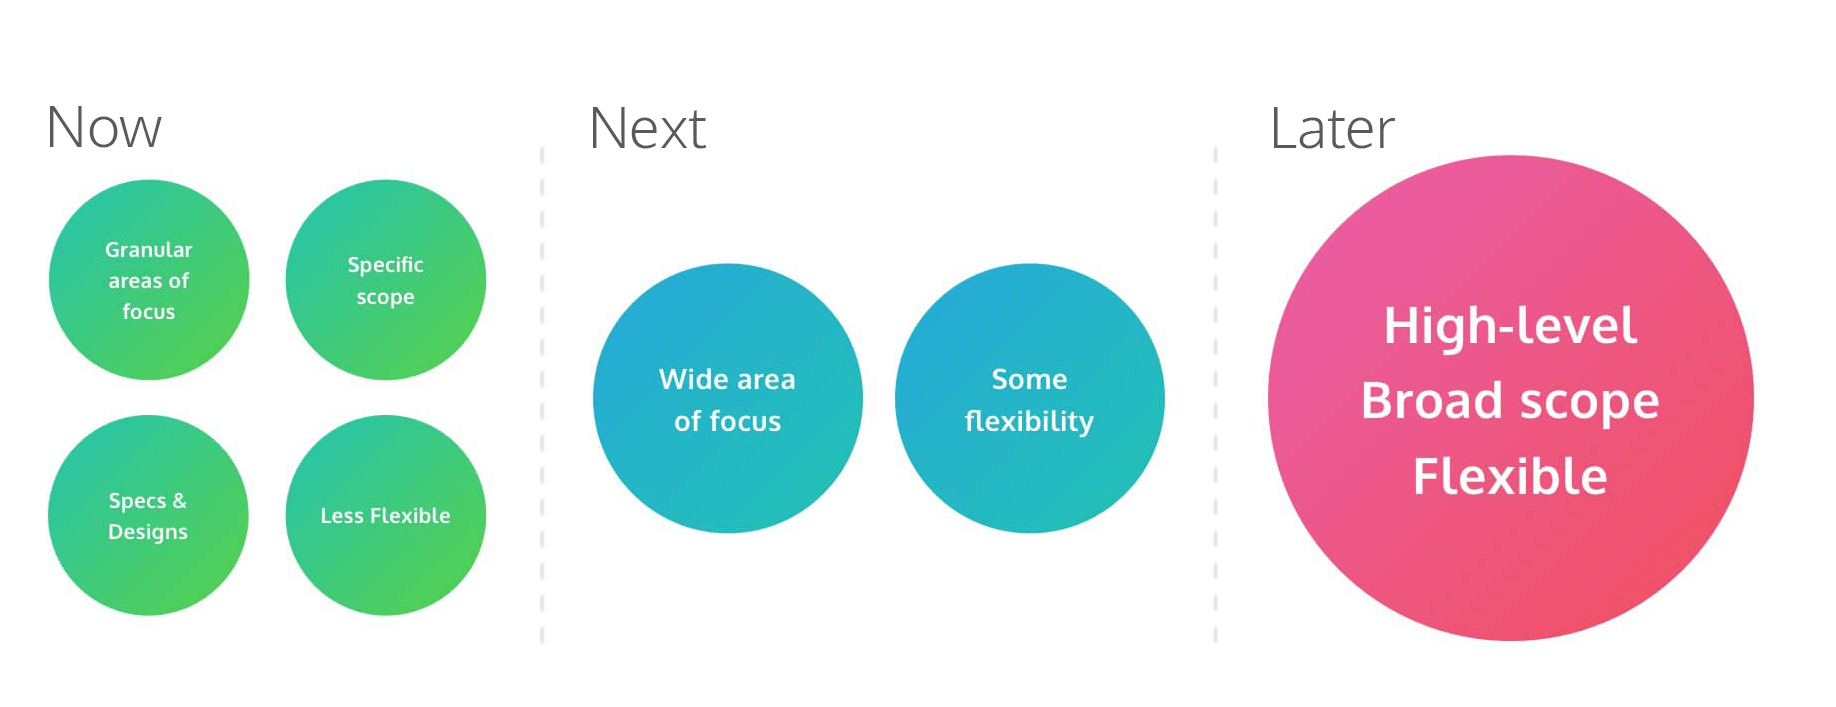 Now
Granular
areas of
focus
Specific
scope
Specs &
Designs
Less Flexible
Next
Wide area
of focus
Some
flexibility
Later
High-level
Broad scope
Flexible